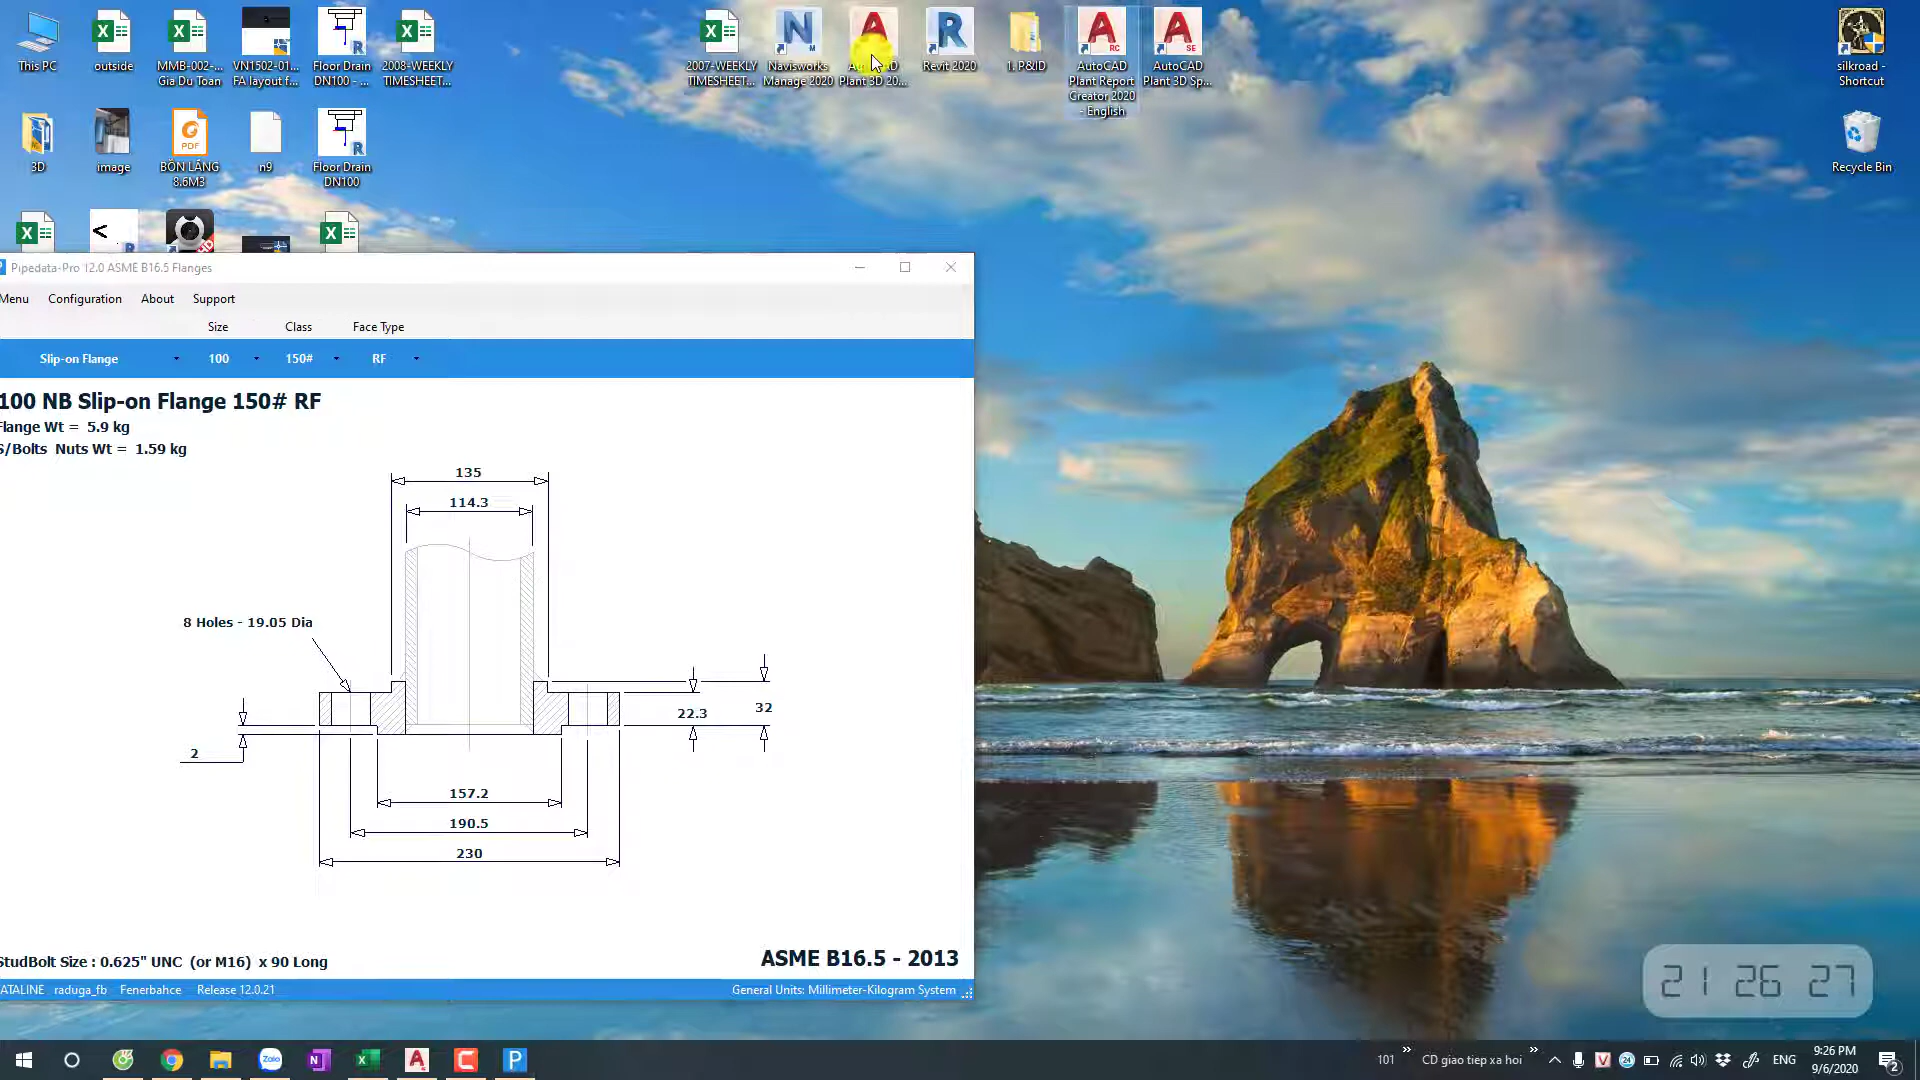 This PC
outside
MMB-002-...
Gia Du Toan
VN1502-01...
FA layout f...
Floor Drain
DN100 - ...
2008-WEEKLY
TIMESHEET...
2007-WEEKLY
TIMESHEET...
Navisworks
Manage 2020
Plant 3D 20...
Revit 2020
1. P&ID
AutoCAD
Plant Report
Creator 2020
- English
AutoCAD
Plant 3D Sp...
silkroad -
Shortcut
3D
image
BỒN LẮNG
8.6M3
n9
Floor Drain
DN100
Recycle Bin
Pipedata-Pro 12.0 ASME B16.5 Flanges
Menu Configuration About Support
Size Class Face Type
Slip-on Flange 100 150# RF
100 NB Slip-on Flange 150# RF
Flange Wt = 5.9 kg
S/Bolts Nuts Wt = 1.59 kg
135
114.3
8 Holes - 19.05 Dia
22.3
32
2
157.2
190.5
230
StudBolt Size : 0.625" UNC (or M16) x 90 Long
ASME B16.5 - 2013
ATALINE raduga_fb Fenerbahce Release 12.0.21
General Units: Millimeter-Kilogram System
21 26 27
Zalo
101 CD giao tiep xa hoi
24
ENG
9:26 PM
9/6/2020
2